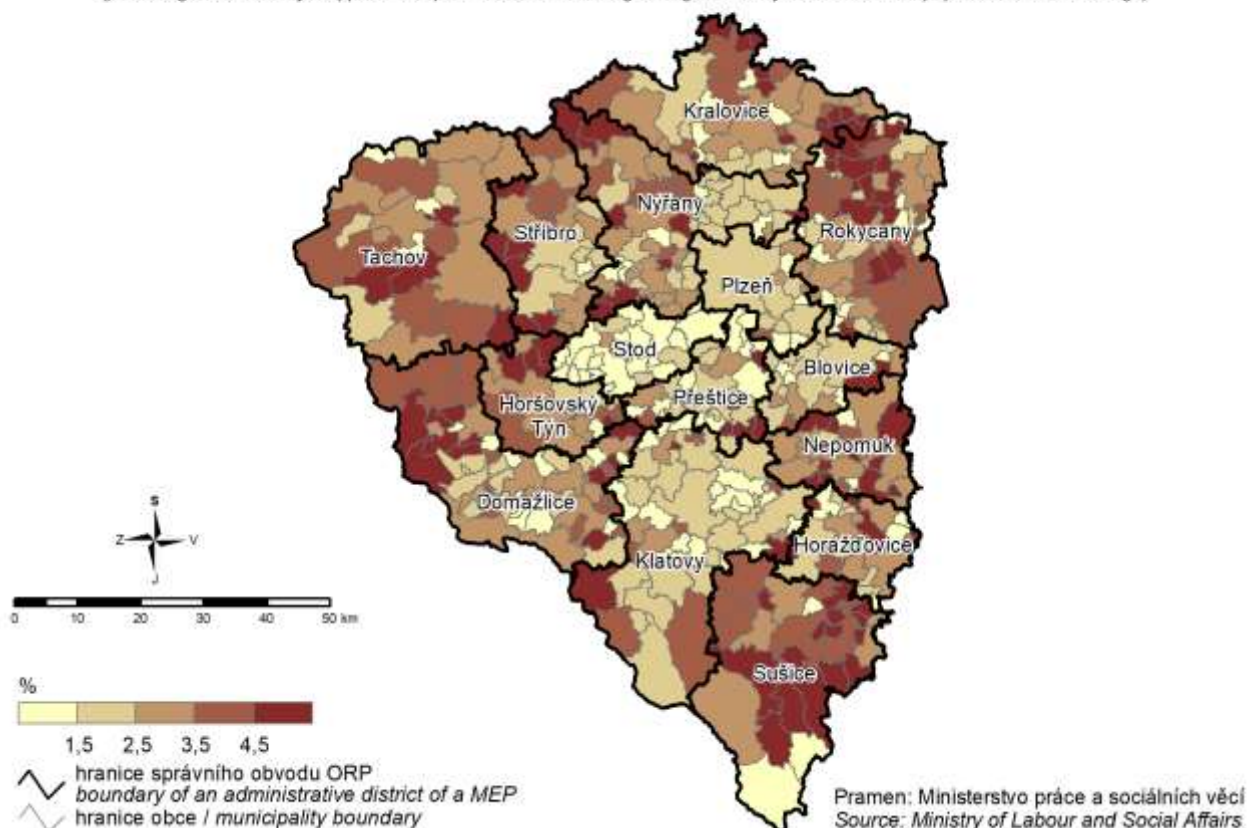 Kralovice
Nýřany
Rokycany
Stříbro
Tachov
Plzeň
Stod
Blovice
Přeštice
Horšovský
Týn
Nepomuk
Domažlice
Horažďovice
Klatovy
Sušice
S
Z V
J
0 10 20 30 40 50 km
%
1,5 2,5 3,5 4,5
hranice správního obvodu ORP
boundary of an administrative district of a MEP
hranice obce / municipality boundary
Pramen: Ministerstvo práce a sociálních věcí
Source: Ministry of Labour and Social Affairs